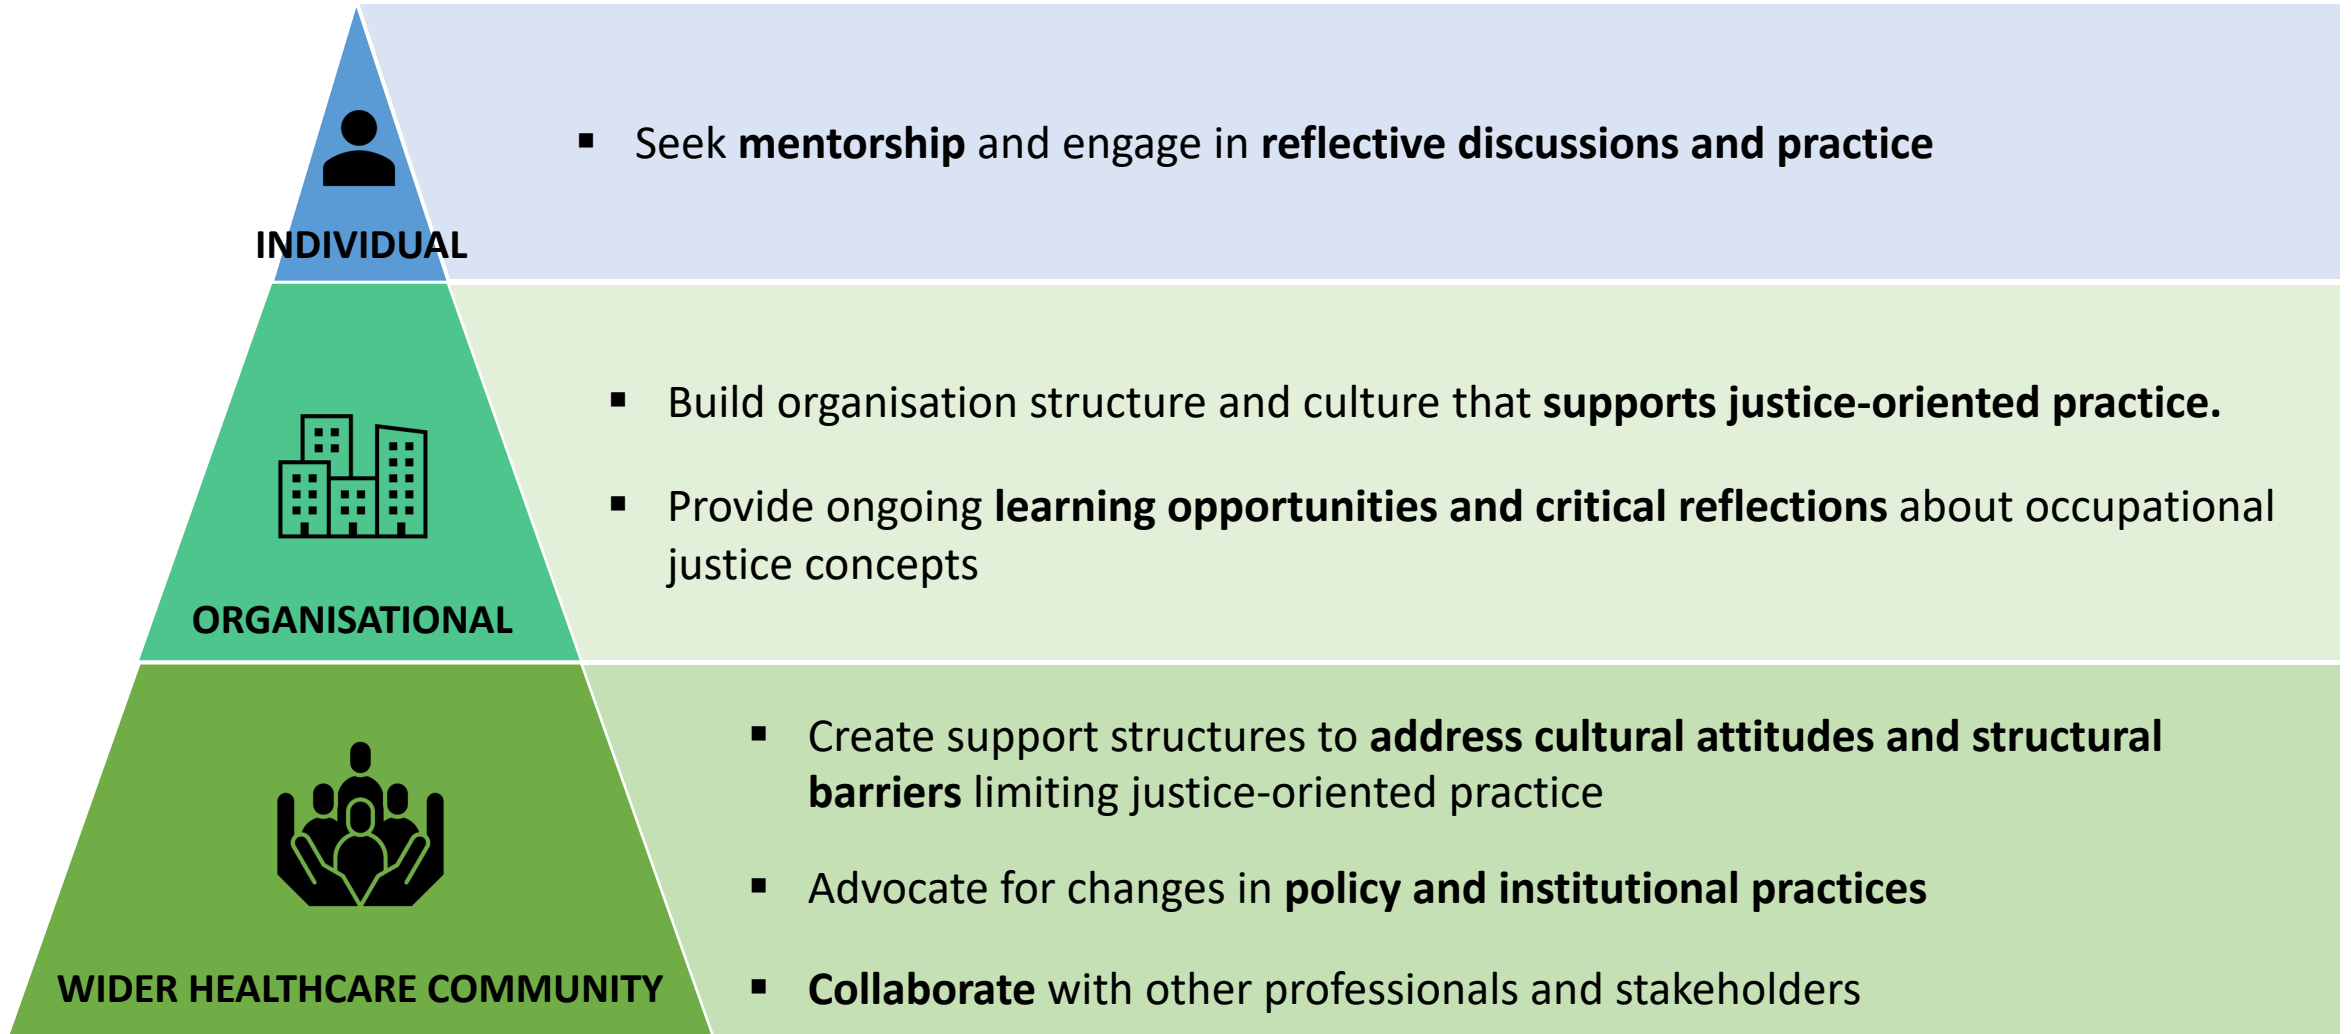 INDIVIDUAL
▪ Seek mentorship and engage in reflective discussions and practice
ORGANISATIONAL
▪ Build organisation structure and culture that supports justice-oriented practice.
▪ Provide ongoing learning opportunities and critical reflections about occupational
justice concepts
WIDER HEALTHCARE COMMUNITY
▪ Create support structures to address cultural attitudes and structural
barriers limiting justice-oriented practice
▪ Advocate for changes in policy and institutional practices
▪ Collaborate with other professionals and stakeholders